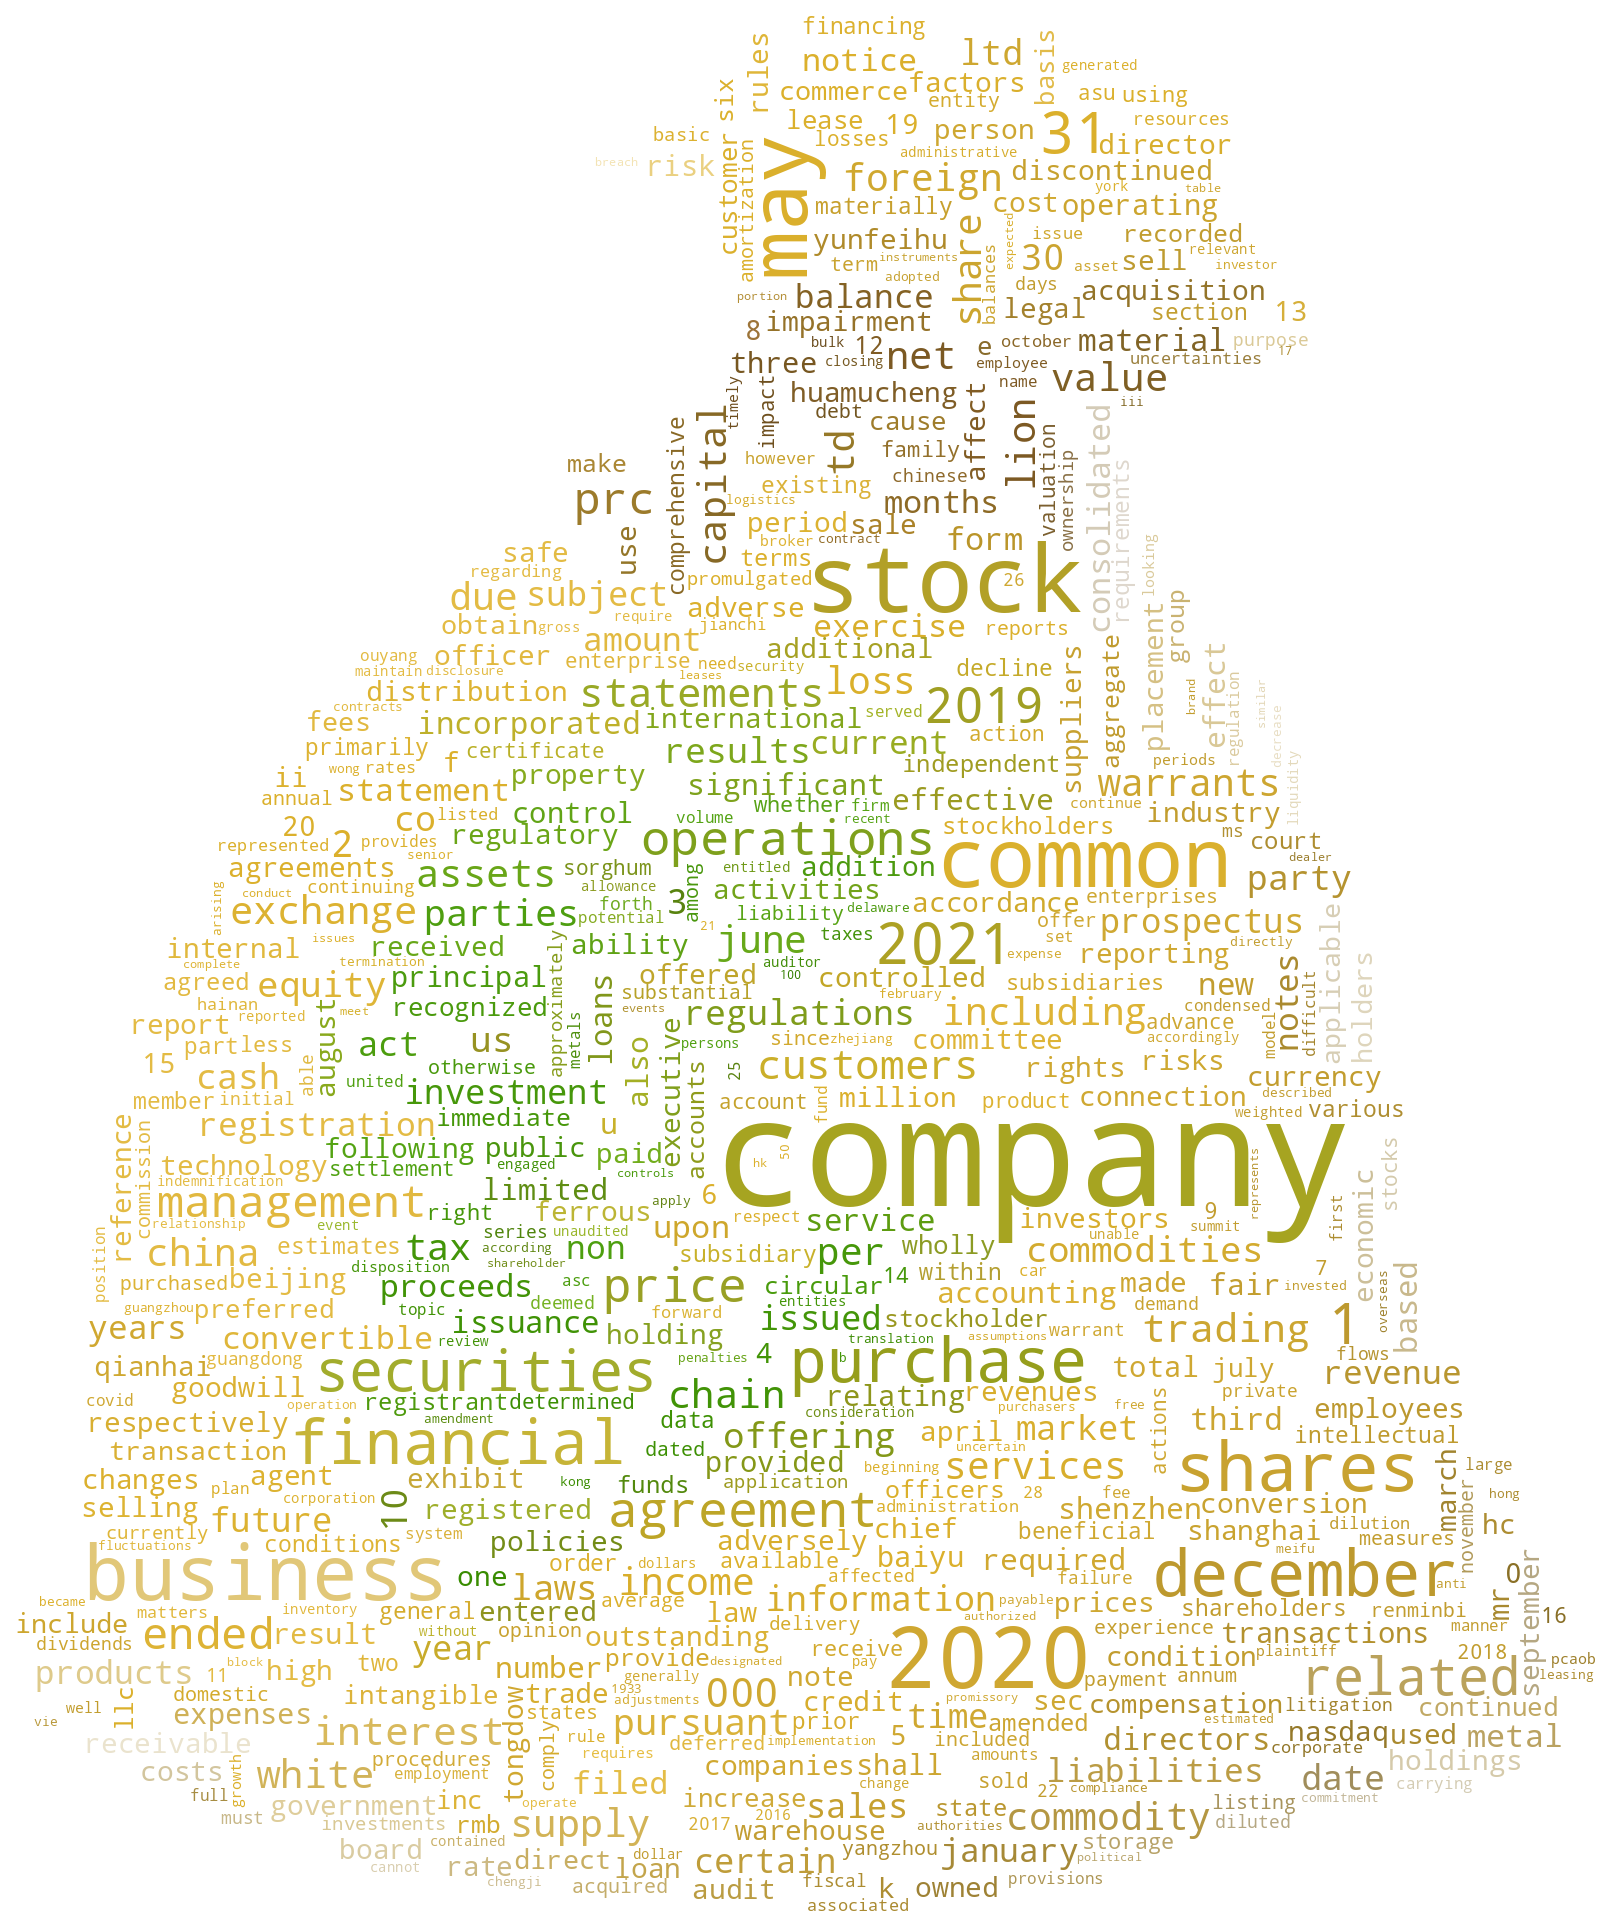 financing
notice ltd basis generated
rules
six commerce factors
entity asu using
customer lease 19 person 31 director resources
basic losses
breach risk administrative
amortization may foreign discontinued
york table
materially share cost operating
yunfeihu issue recorded
expected relevant
term instruments balances 30 asset sell investor
adopted days
portion balance legal acquisition
8 impairment section 13
bulk 12 net e october material purpose
three closing employee uncertainties 17
timely impact huamucheng name value
debt affect lion iii
capital cause consolidated
comprehensive however td family valuation ownership requirements
make existing chinese
prc logistics months
use period sale form
broker contract
safe terms stock looking
regarding promulgated 26
due subject adverse
obtain gross require jianchi exercise reports group
officer amount additional
ouyang enterprise need security decline placement effect
maintain disclosure leases suppliers aggregate brand regulation similar
distribution statements loss 2019
contracts
fees incorporated international served action decrease
primarily certificate results current independent periods liquidity
ii wong rates f property significant warrants
annual statement control whether firm effective continue industry
20 co listed volume recent stockholders ms court
represented 2 provides regulatory operations common dealer
senior
agreements continuing assets sorghum entitled addition party
conduct allowance among activities accordance enterprises
arising exchange parties forth 3 liability delaware offer prospectus
potential 21 june taxes 2021 set directly
internal issues received ability auditor expense reporting applicable holders
complete termination approximately offered 100 controlled subsidiaries new notes difficult
agreed equity principal substantial february condensed
hainan reported meet recognized events regulations including advance model
report part less august act us metals loans also executive since zhejiang committee accordingly
15 cash able united otherwise persons customers rights risks currency
member initial investment accounts 25 account fund million product connection described
registration immediate u company weighted various
reference commission technology following public paid hk 50 economic stocks
indemnification settlement engaged controls represents first
management limited apply 6
relationship right ferrous respect service investors 9
event series unaudited upon summit
position china estimates tax according non subsidiary wholly unable commodities
shareholder
purchased beijing disposition asc price circular 14 within car made fair 7 invested overseas based
guangzhou preferred proceeds topic deemed forward entities accounting demand
years convertible issuance review holding issued stockholder trading 1
qianhai guangdong penalties 4 translation b assumptions warrant flows
covid goodwill securities chain purchase total july revenue
operation registrant determined relating revenues purchasers free private
respectively amendment data consideration employees
transaction financial dated offering april market actions third intellectual
uncertain
changes plan agent exhibit kong funds provided application beginning services shares march large
selling corporation 10 registered officers 28 fee hong
currently future system agreement administration shenzhen conversion november hc
fluctuations conditions policies adversely chief beneficial shanghai dilution measures
business order dollars available baiyu required meifu
one laws income affected failure december anti 0
became include matters inventory general entered average law information payable prices shareholders renminbi mr september 16
dividends ended result without opinion outstanding delivery authorized experience transactions manner
products 11 block high two year provide designated receive 2020 condition plaintiff 2018 pcaob
well domestic intangible number generally note pay payment annum related leasing
vie llc expenses tongdow trade 1933 adjustments 000 credit promissory sec compensation litigation continued
receivable interest states comply rule pursuant prior 5 time amended estimated nasdaq used metal
costs procedures requires deferred implementation included directors corporate
full growth white employment filed companies shall amounts liabilities date holdings
government inc operate change sold 22 compliance commitment carrying
must investments rmb supply increase sales state commodity listing
board contained 2017 2016 warehouse authorities diluted
cannot rate direct dollar loan certain yangzhou january storage political
chengji acquired audit fiscal k owned provisions
associated